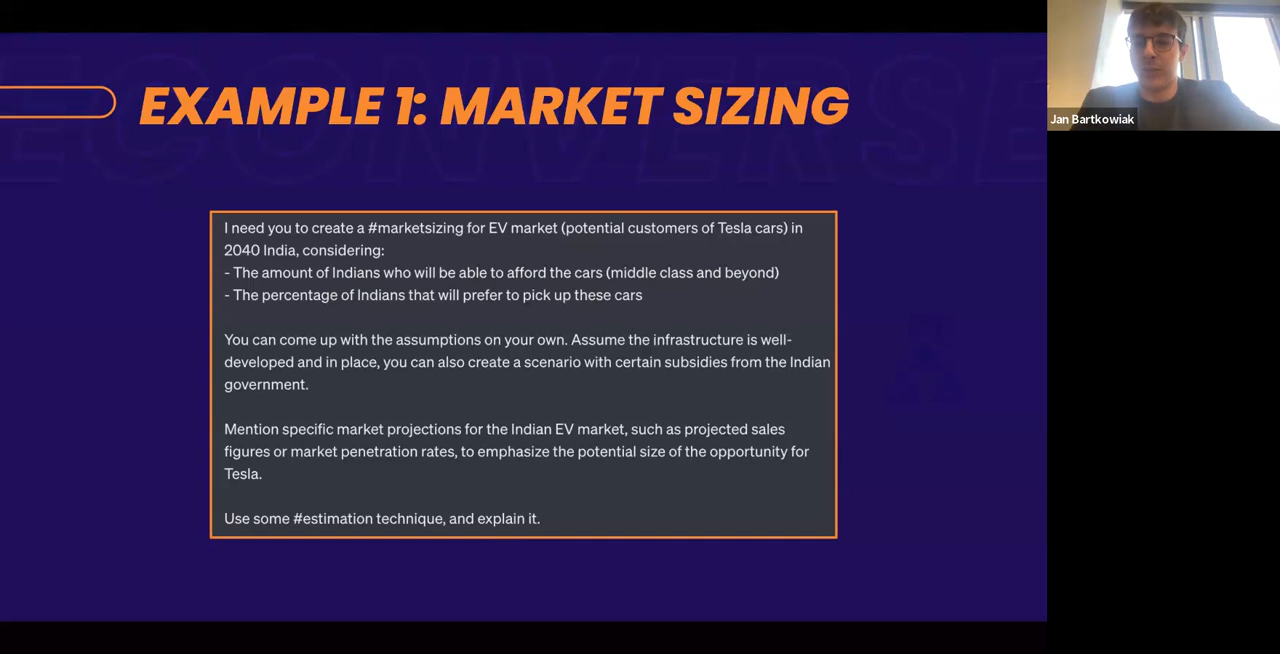 EXAMPLE 1: MARKET SIZING
I need you to create a #marketsizing for EV market (potential customers of Tesla cars) in
2040 India, considering:
- The amount of Indians who will be able to afford the cars (middle class and beyond)
- The percentage of Indians that will prefer to pick up these cars
You can come up with the assumptions on your own. Assume the infrastructure is well-
developed and in place, you can also create a scenario with certain subsidies from the Indian
government.
Mention specific market projections for the Indian EV market, such as projected sales
figures or market penetration rates, to emphasize the potential size of the opportunity for
Tesla.
Use some #estimation technique, and explain it.
Jan Bartkowiak
ECONVERSE